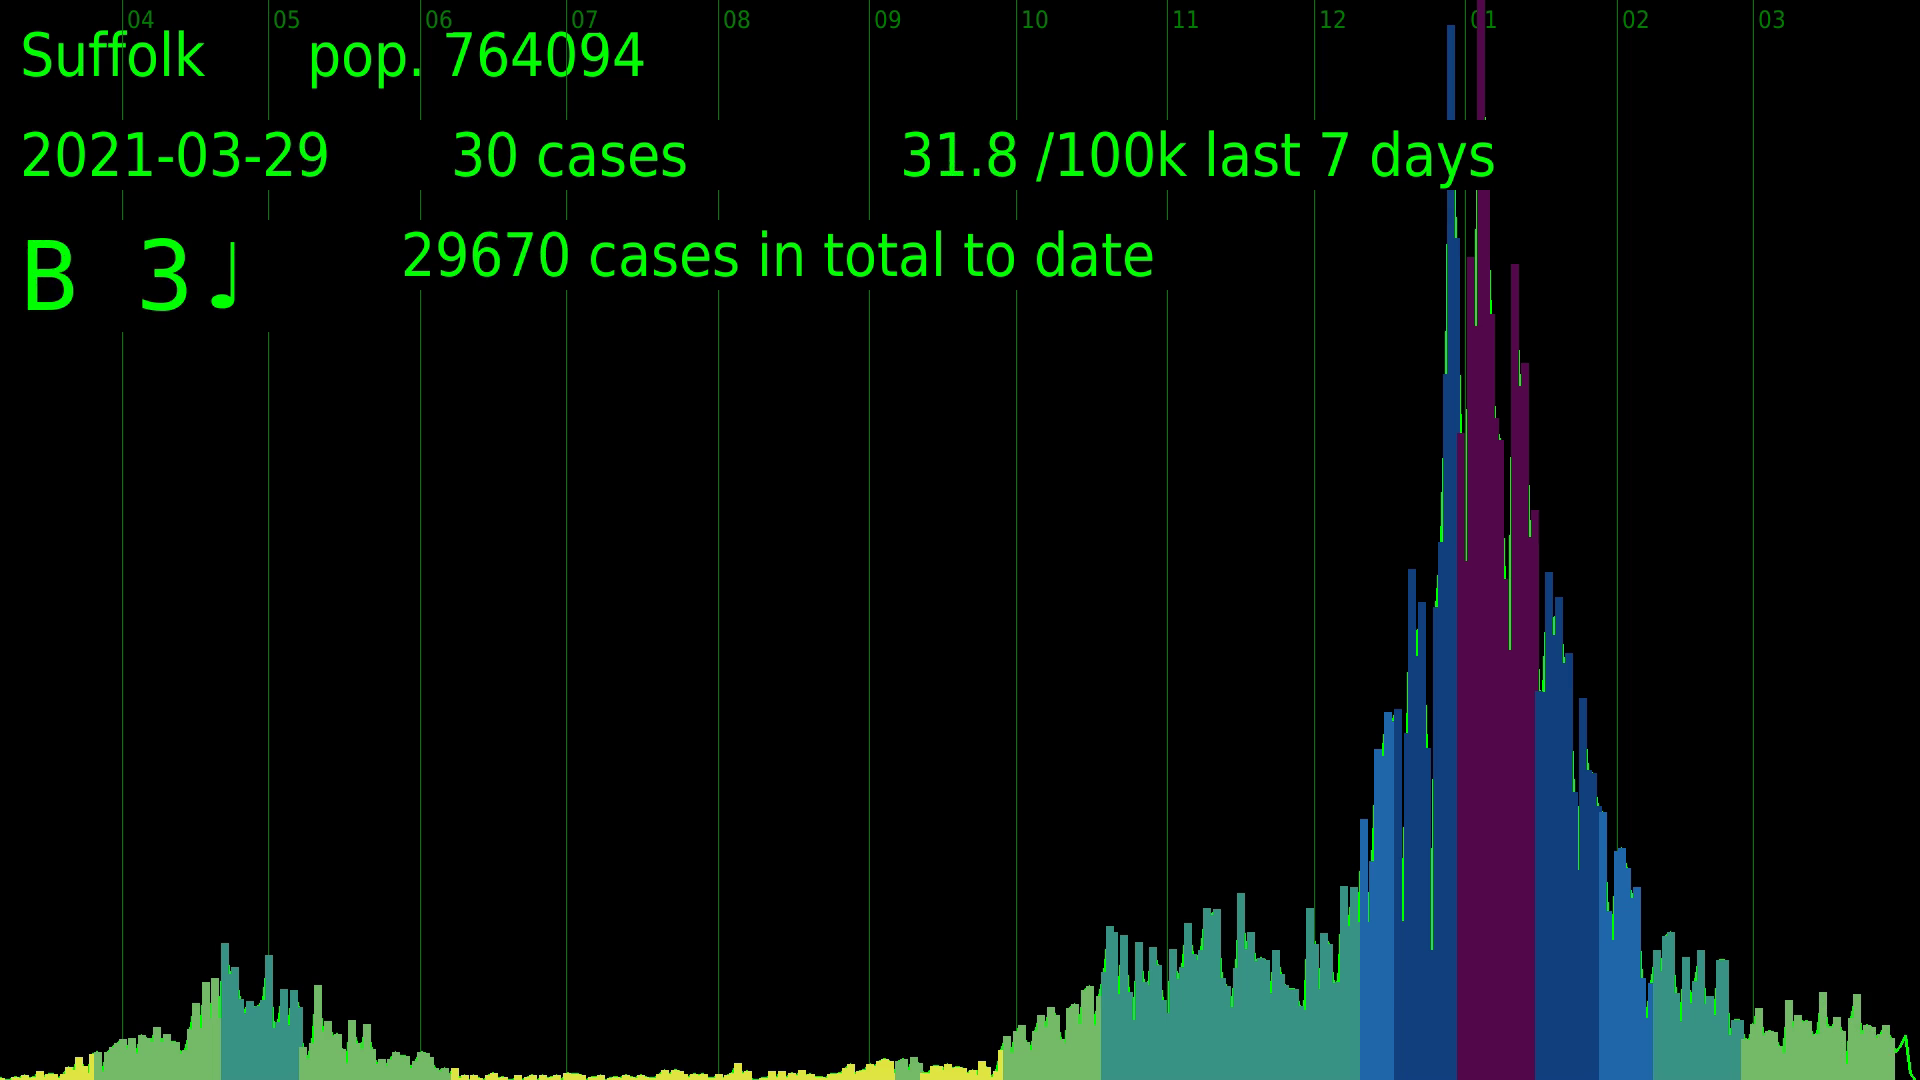 04 05 06 07 08 09 10 11 12 01 02 03
Suffolk pop. 764094
2021-03-29 30 cases 31.8 /100k last 7 days
B 3♩ 29670 cases in total to date